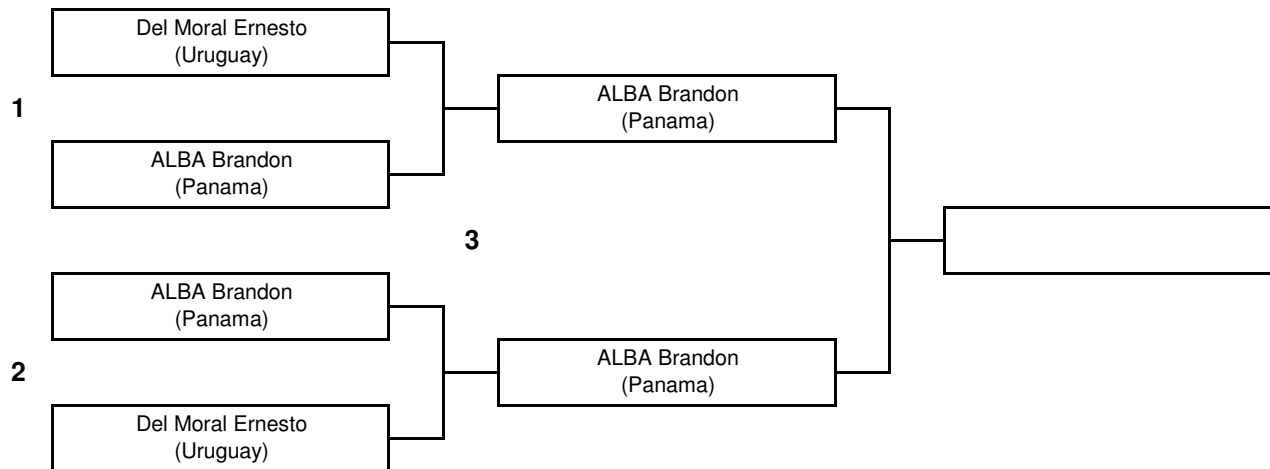 Del Moral Ernesto
(Uruguay)
1
ALBA Brandon
(Panama)
ALBA Brandon
(Panama)
3
ALBA Brandon
(Panama)
2
Del Moral Ernesto
(Uruguay)
ALBA Brandon
(Panama)